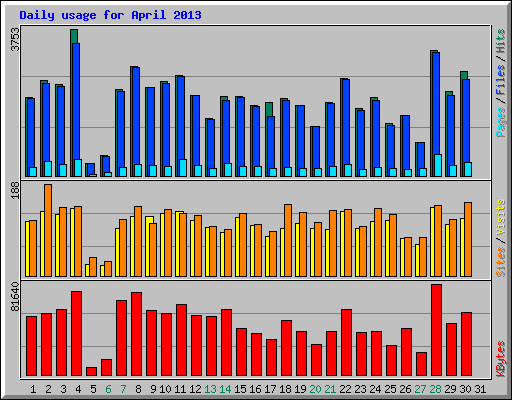 Daily usage for April 2013
3753
Pages / Files / Hits
188
Sites / Visits
81640
KBytes
1 2 3 4 5 6 7 8 9 10 11 12 13 14 15 16 17 18 19 20 21 22 23 24 25 26 27 28 29 30 31